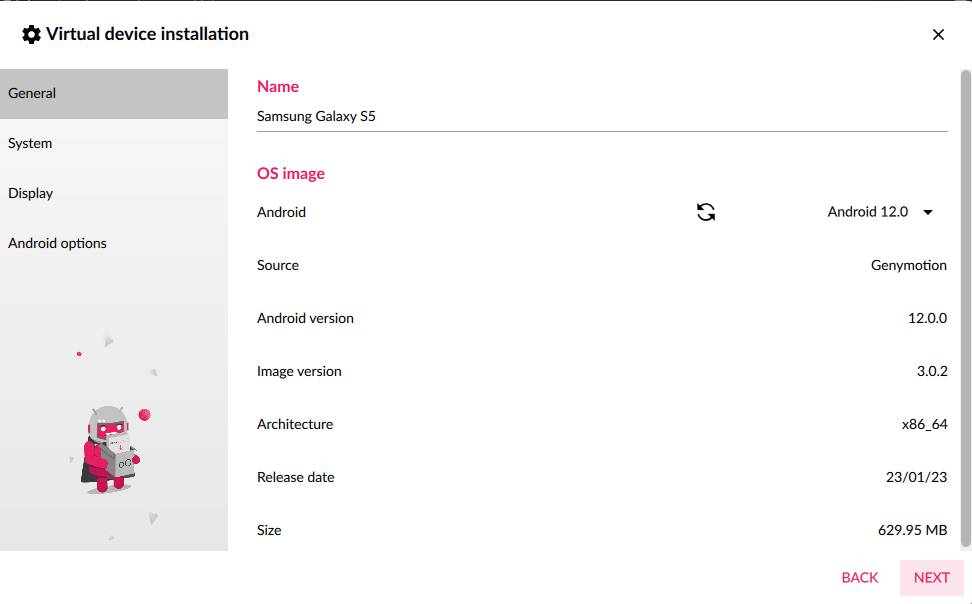 Virtual device installation
General
System
Display
Android options
Name
Samsung Galaxy S5
OS image
Android Android 12.0
Source Genymotion
Android version 12.0.0
Image version 3.0.2
Architecture x86_64
Release date 23/01/23
Size 629.95 MB
BACK NEXT